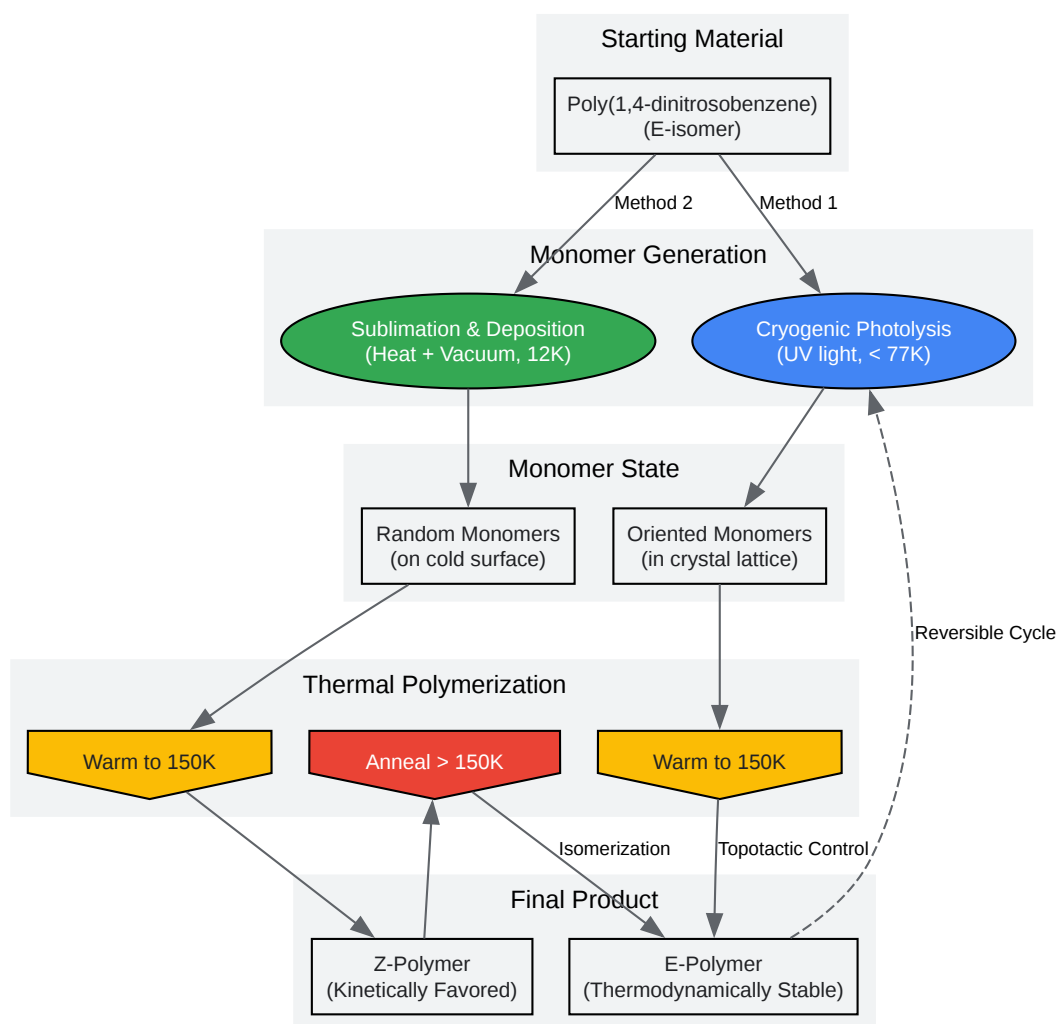 Starting Material
Poly(1,4-dinitrosobenzene)
(E-isomer)
Method 2
Method 1
Monomer Generation
Sublimation & Deposition
(Heat + Vacuum, 12K)
Cryogenic Photolysis
(UV light, < 77K)
Monomer State
Random Monomers
(on cold surface)
Oriented Monomers
(in crystal lattice)
Reversible Cycle
Thermal Polymerization
Warm to 150K
Anneal > 150K
Warm to 150K
Isomerization
Topotactic Control
Final Product
Z-Polymer
(Kinetically Favored)
E-Polymer
(Thermodynamically Stable)